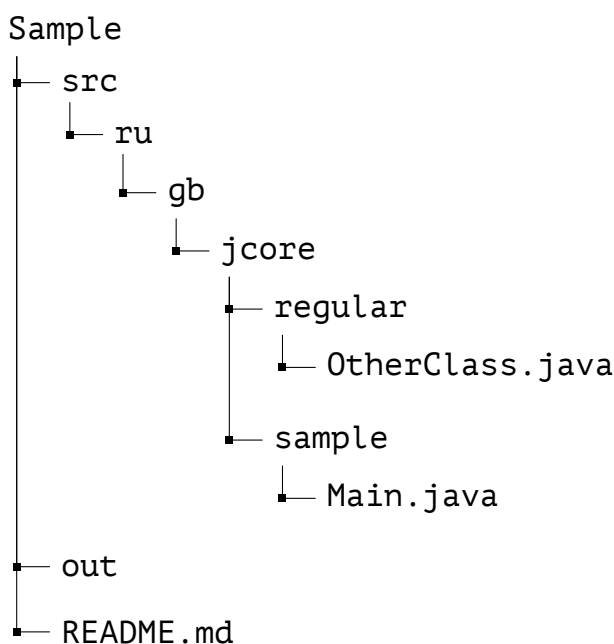 Sample
src
ru
gb
jcore
regular
OtherClass.java
sample
Main.java
out
README.md